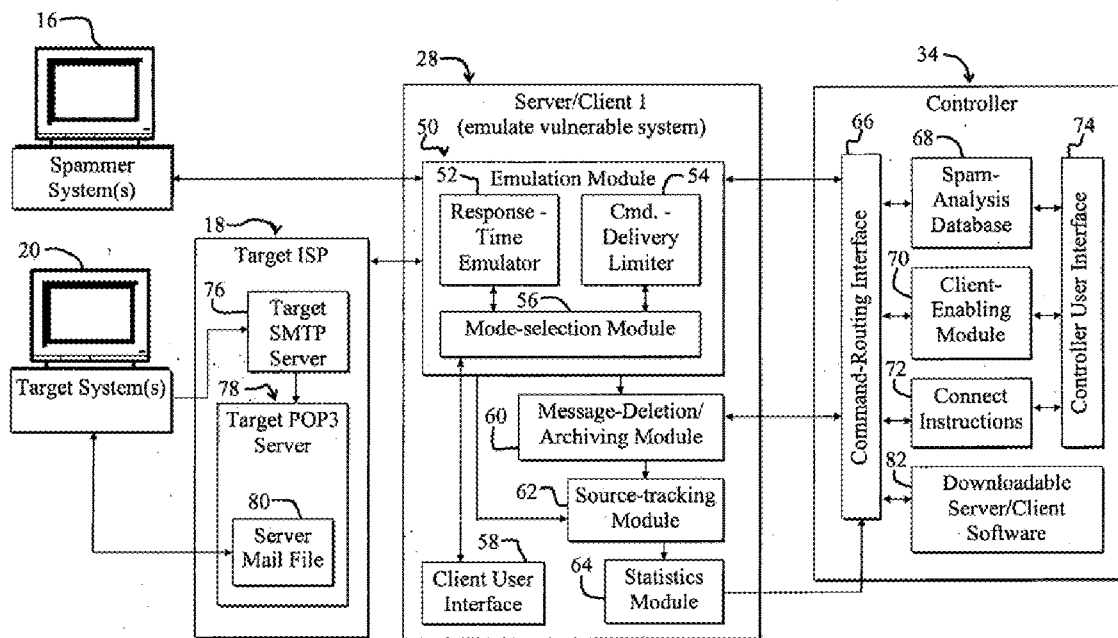 16
Spammer
System(s)
20
Target System(s)
18
Target ISP
76
Target
SMTP
Server
78
Target POP3
Server
80
Server
Mail File
28
Server/Client 1
(emulate vulnerable system)
50
Emulation Module
52
Response -
Time
Emulator
54
Cmd. -
Delivery
Limiter
56
Mode-selection Module
60
Message-Deletion/
Archiving Module
62
Source-tracking
Module
58
Client User
Interface
64
Statistics
Module
34
Controller
66
Command-Routing Interface
68
Spam-
Analysis
Database
70
Client-
Enabling
Module
72
Connect
Instructions
82
Downloadable
Server/Client
Software
74
Controller User Interface